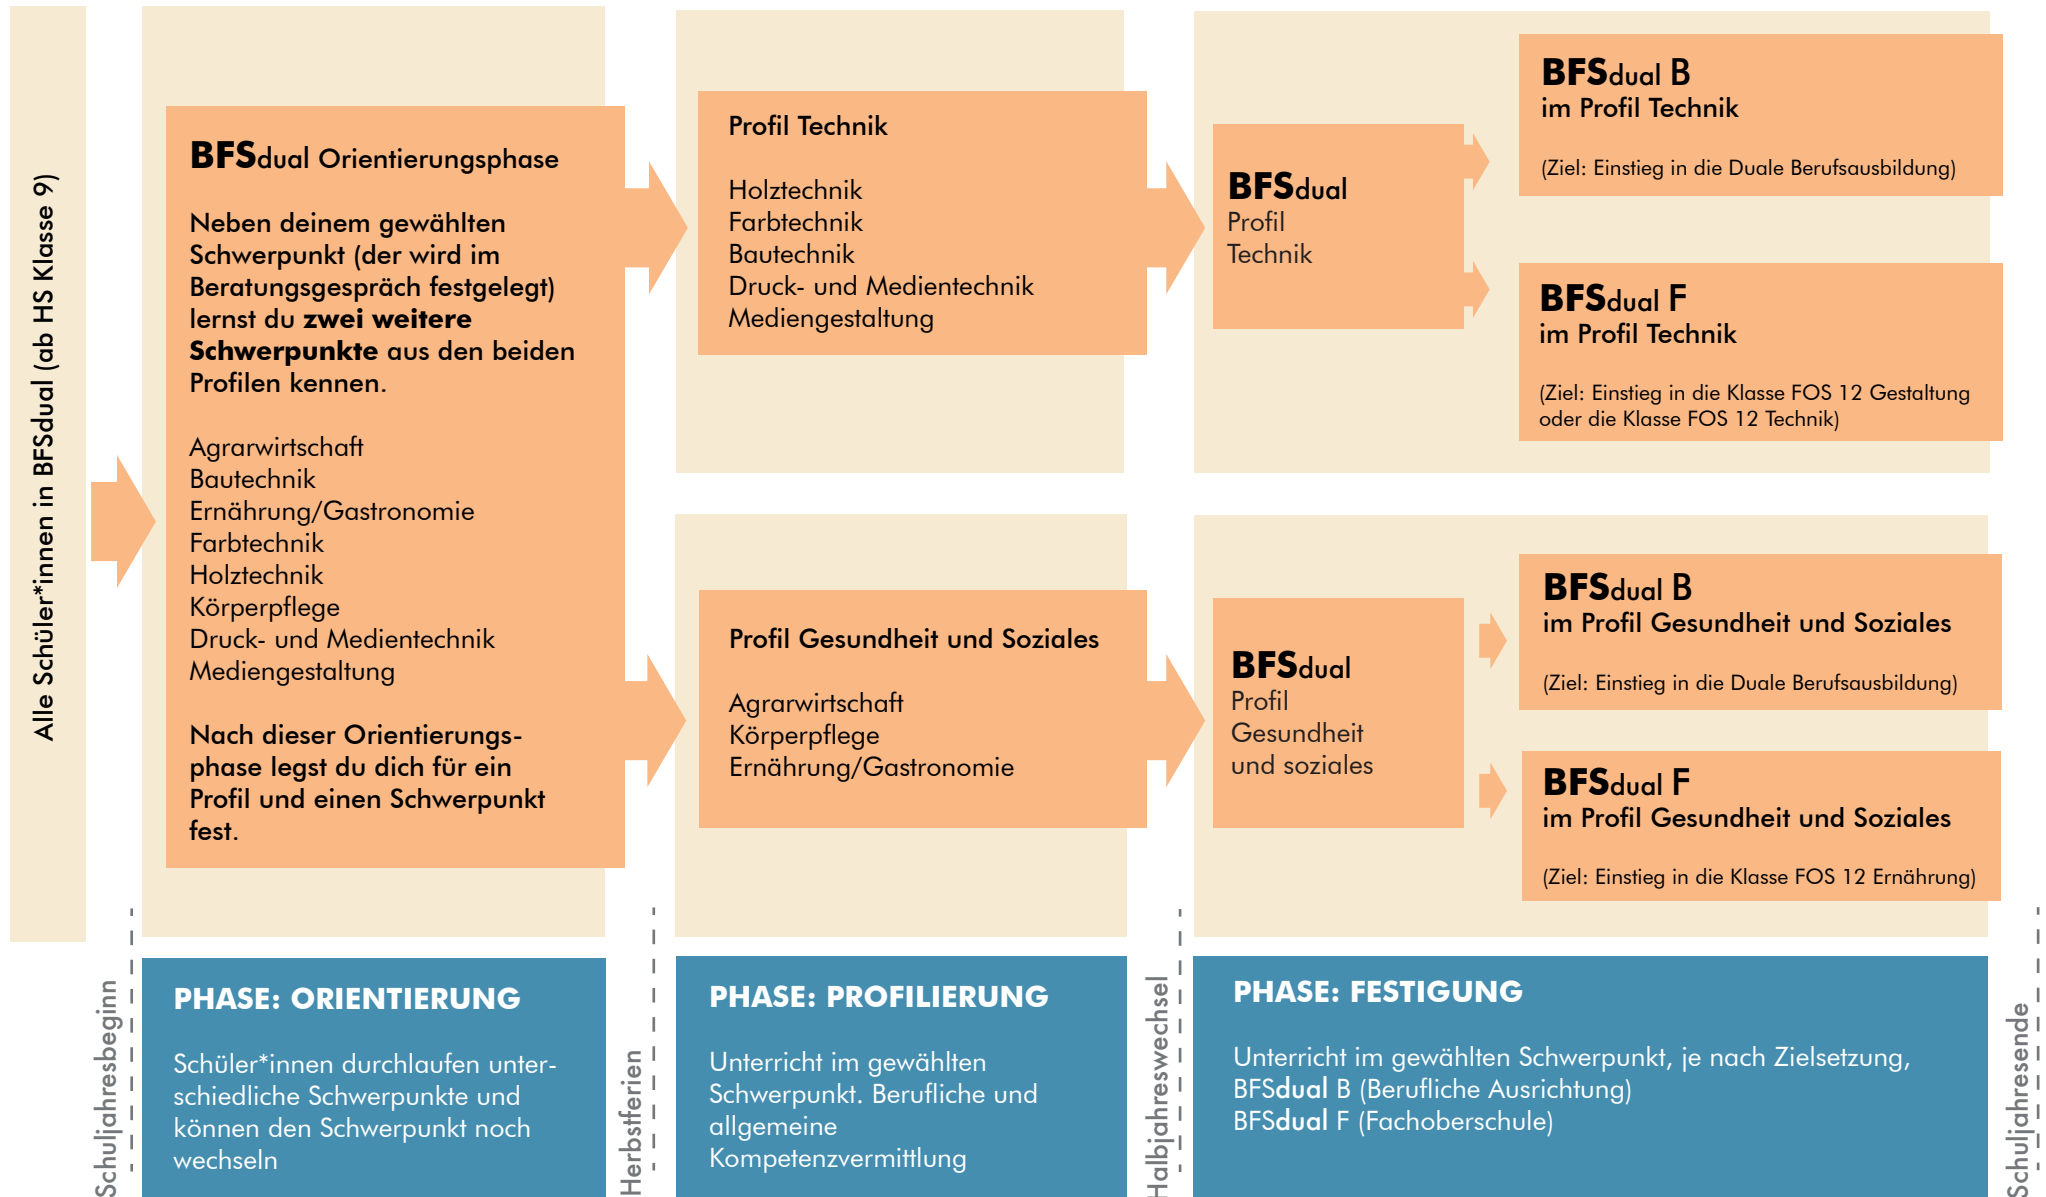 Alle Schüler*innen in BFSdual (ab HS Klasse 9)
BFSdual Orientierungsphase
Neben deinem gewählten
Schwerpunkt (der wird im
Beratungsgespräch festgelegt)
lernst du zwei weitere
Schwerpunkte aus den beiden
Profilen kennen.
Agrarwirtschaft
Bautechnik
Ernährung/Gastronomie
Farbtechnik
Holztechnik
Körperpflege
Druck- und Medientechnik
Mediengestaltung
Nach dieser Orientierungs-
phase legst du dich für ein
Profil und einen Schwerpunkt
fest.
Profil Technik
Holztechnik
Farbtechnik
Bautechnik
Druck- und Medientechnik
Mediengestaltung
BFSdual
Profil
Technik
BFSdual B
im Profil Technik
(Ziel: Einstieg in die Duale Berufsausbildung)
BFSdual F
im Profil Technik
(Ziel: Einstieg in die Klasse FOS 12 Gestaltung
oder die Klasse FOS 12 Technik)
Profil Gesundheit und Soziales
Agrarwirtschaft
Körperpflege
Ernährung/Gastronomie
BFSdual
Profil
Gesundheit
und soziales
BFSdual B
im Profil Gesundheit und Soziales
(Ziel: Einstieg in die Duale Berufsausbildung)
BFSdual F
im Profil Gesundheit und Soziales
(Ziel: Einstieg in die Klasse FOS 12 Ernährung)
Schuljahresbeginn
PHASE: ORIENTIERUNG
Schüler*innen durchlaufen unter-
schiedliche Schwerpunkte und
können den Schwerpunkt noch
wechseln
Herbstferien
PHASE: PROFILIERUNG
Unterricht im gewählten
Schwerpunkt. Berufliche und
allgemeine
Kompetenzvermittlung
Halbjahreswechsel
PHASE: FESTIGUNG
Unterricht im gewählten Schwerpunkt, je nach Zielsetzung,
BFSdual B (Berufliche Ausrichtung)
BFSdual F (Fachoberschule)
Schuljahresende